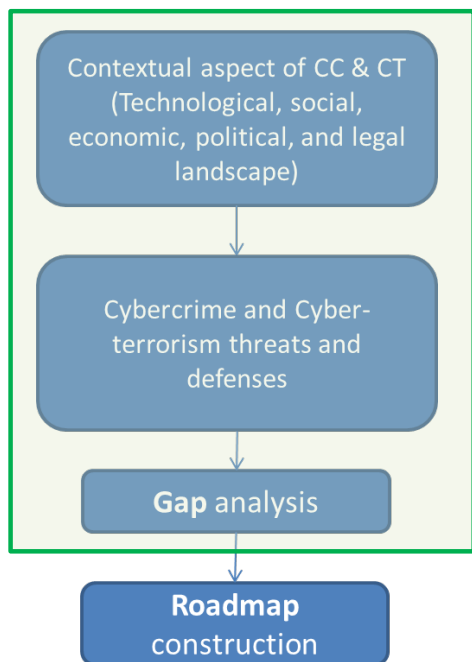 Contextual aspect of CC & CT
(Technological, social,
economic, political, and legal
landscape)
Cybercrime and Cyber-
terrorism threats and
defenses
Gap analysis
Roadmap
construction